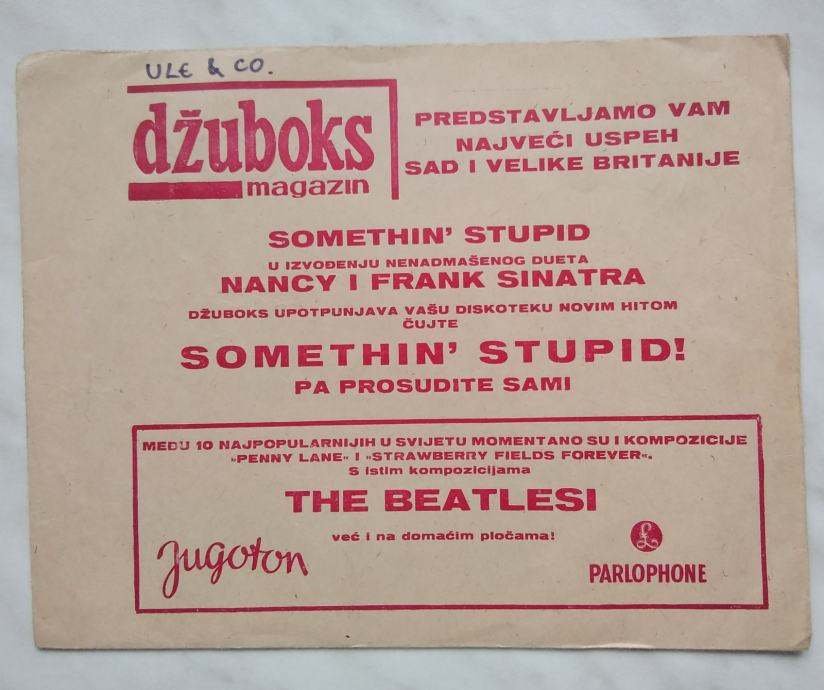 ULE & CO.
džuboks
magazin
PREDSTAVLJAMO VAM
NAJVEĆI USPEH
SAD I VELIKE BRITANIJE
SOMETHIN' STUPID
U IZVOĐENJU NENADMAŠENOG DUETA
NANCY I FRANK SINATRA
DŽUBOKS UPOTPUNJAVA VAŠU DISKOTEKU NOVIM HITOM
ČUJTE
SOMETHIN' STUPID!
PA PROSUDITE SAMI
MEĐU 10 NAJPOPULARNIJIH U SVIJETU MOMENTANO SU I KOMPOZICIJE
„PENNY LANE“ I „STRAWBERRY FIELDS FOREVER“.
S istim kompozicijama
THE BEATLESI
već i na domaćim pločama!
Jugoton
£
PARLOPHONE